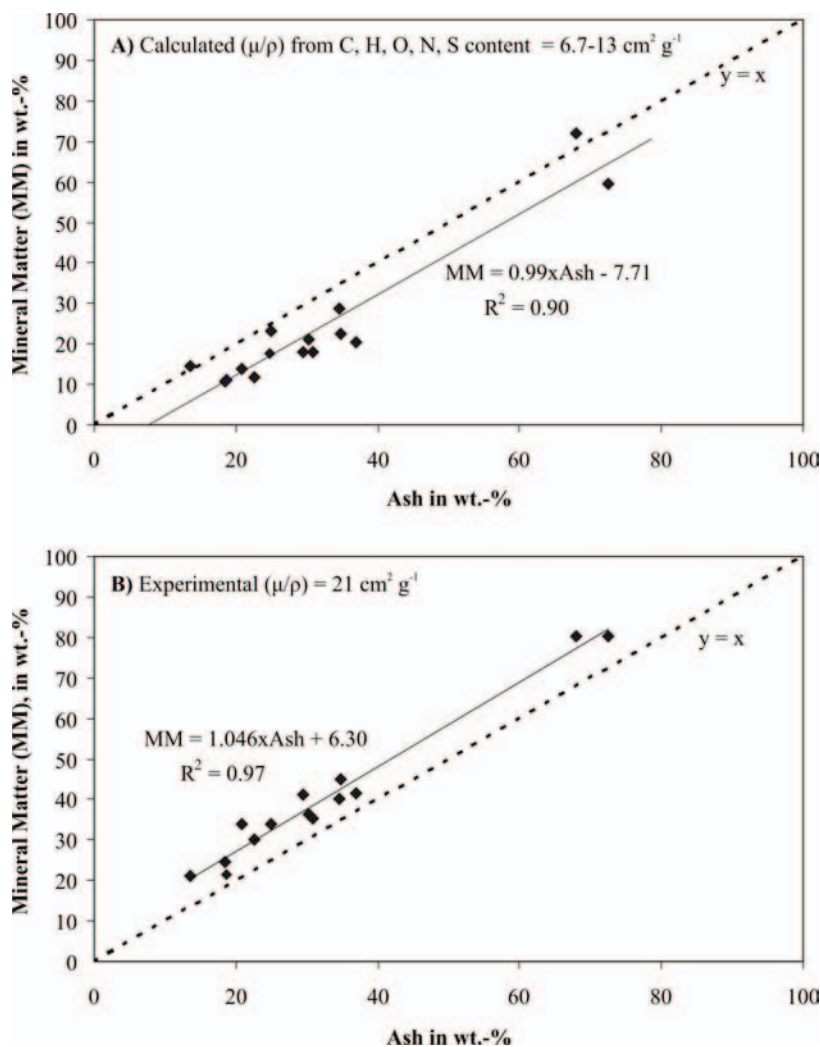 A) Calculated (μ/ρ) from C, H, O, N, S content = 6.7-13 cm² g⁻¹
y = x
MM = 0.99xAsh - 7.71
R² = 0.90
Mineral Matter (MM) in wt.-%
100
90
80
70
60
50
40
30
20
10
0
0 20 40 60 80 100
Ash in wt.-%
B) Experimental (μ/ρ) = 21 cm² g⁻¹
y = x
MM = 1.046xAsh + 6.30
R² = 0.97
Mineral Matter (MM), in wt.-%
100
90
80
70
60
50
40
30
20
10
0
0 20 40 60 80 100
Ash in wt.-%